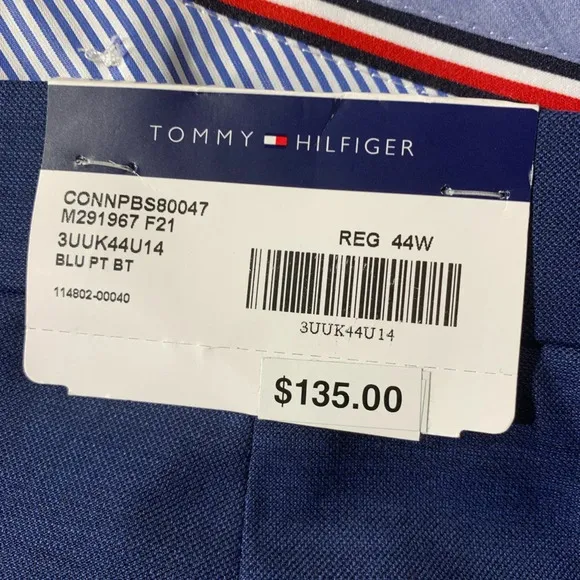 TOMMY HILFIGER
CONNPBS80047
M291967 F21
3UUK44U14
BLU PT BT
114802-00040
REG 44W
3UUK44U14
$135.00